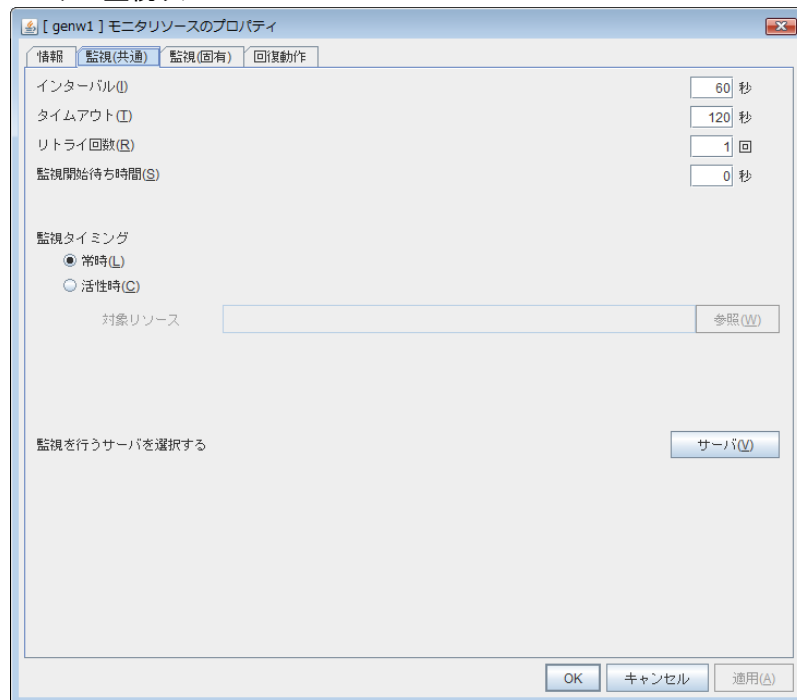 [ genw1 ] モニタリソースのプロパティ
情報 監視(共通) 監視(固有) 回復動作
インターバル(I) 60 秒
タイムアウト(T) 120 秒
リトライ回数(R) 1 回
監視開始待ち時間(S) 0 秒
監視タイミング
常時(L)
活性時(C)
対象リソース 参照(W)
監視を行うサーバを選択する サーバ(V)
OK キャンセル 適用(A)